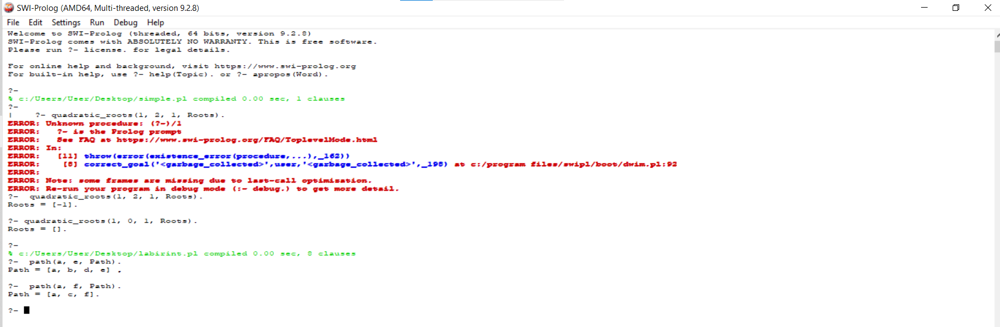 SWI-Prolog (AMD64, Multi-threaded, version 9.2.8)
File Edit Settings Run Debug Help
Welcome to SWI-Prolog (threaded, 64 bits, version 9.2.8)
SWI-Prolog comes with ABSOLUTELY NO WARRANTY. This is free software.
Please run ?- license. for legal details.
For online help and background, visit https://www.swi-prolog.org
For built-in help, use ?- help(Topic). or ?- apropos(Word).
?-
% c:/Users/User/Desktop/simple.pl compiled 0.00 sec, 1 clauses
?-
|    ?- quadratic_roots(1, 2, 1, Roots).
ERROR: Unknown procedure: (?-)/1
ERROR:   ?- is the Prolog prompt
ERROR:   See FAQ at https://www.swi-prolog.org/FAQ/ToplevelMode.html
ERROR: In:
ERROR:   [11] throw(error(existence_error(procedure,...),_162))
ERROR:    [8] correct_goal('<garbage_collected>',user,'<garbage_collected>',_198) at c:/program files/swipl/boot/dwim.pl:92
ERROR:
ERROR: Note: some frames are missing due to last-call optimization.
ERROR: Re-run your program in debug mode (:- debug.) to get more detail.
?-  quadratic_roots(1, 2, 1, Roots).
Roots = [-1].
?- quadratic_roots(1, 0, 1, Roots).
Roots = [].
?-
% c:/Users/User/Desktop/labirint.pl compiled 0.00 sec, 8 clauses
?-  path(a, e, Path).
Path = [a, b, d, e] .
?-  path(a, f, Path).
Path = [a, c, f].
?-